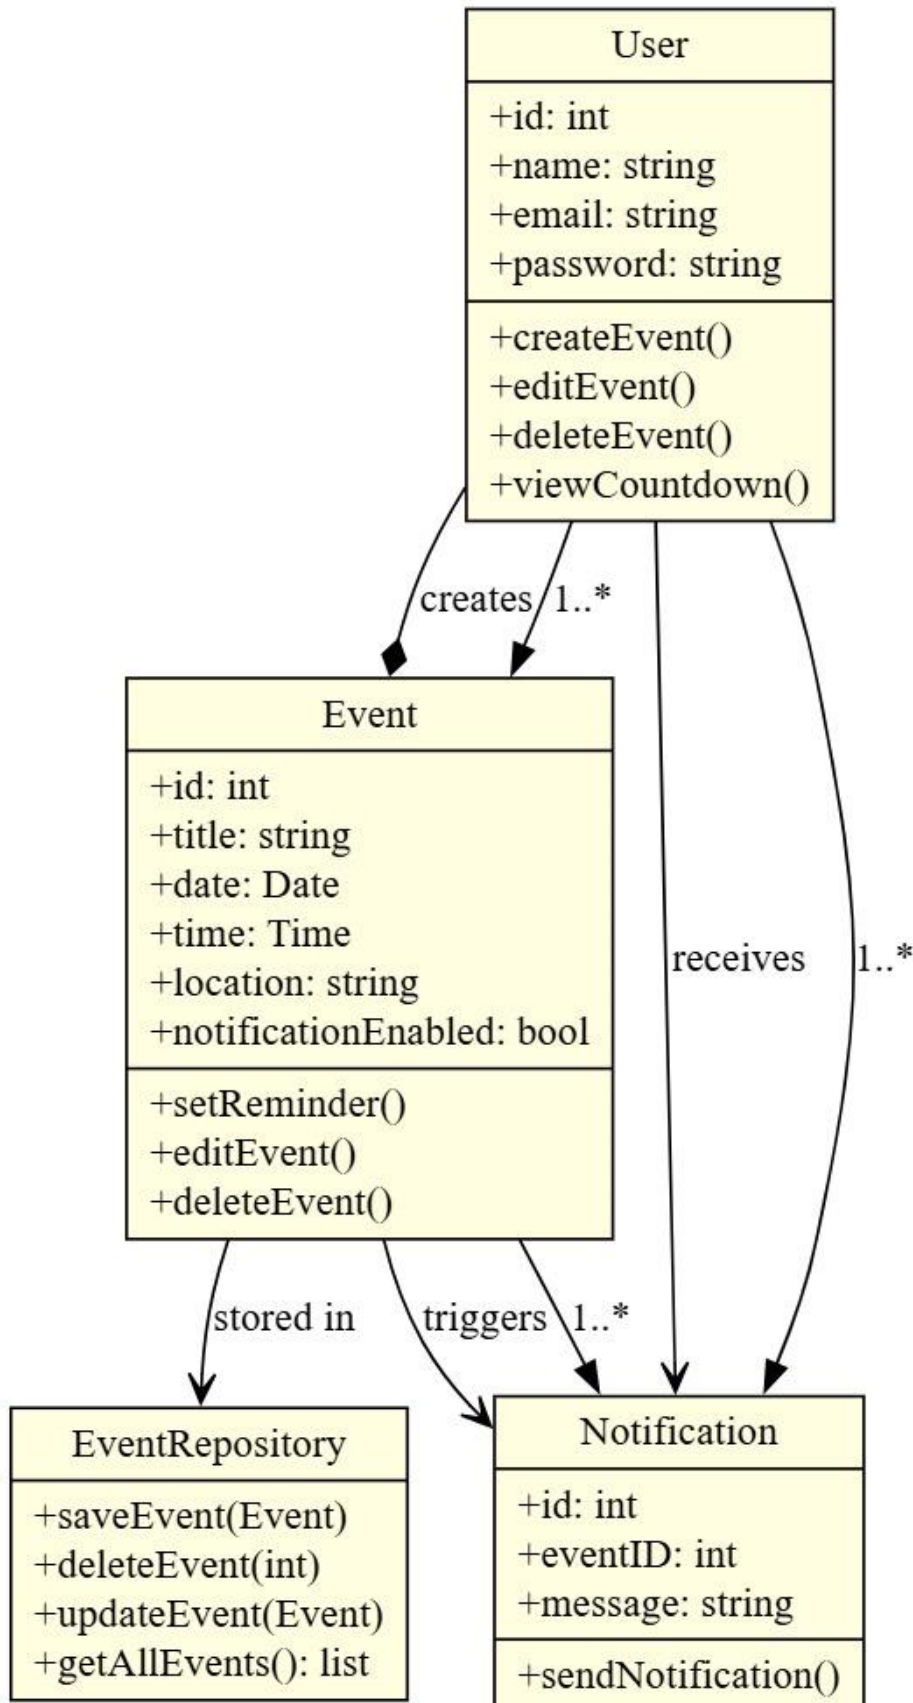 User
+id: int
+name: string
+email: string
+password: string
+createEvent()
+editEvent()
+deleteEvent()
+viewCountdown()
creates
1..*
Event
+id: int
+title: string
+date: Date
+time: Time
+location: string
+notificationEnabled: bool
+setReminder()
+editEvent()
+deleteEvent()
receives
1..*
stored in
triggers
1..*
EventRepository
+saveEvent(Event)
+deleteEvent(int)
+updateEvent(Event)
+getAllEvents(): list
Notification
+id: int
+eventID: int
+message: string
+sendNotification()